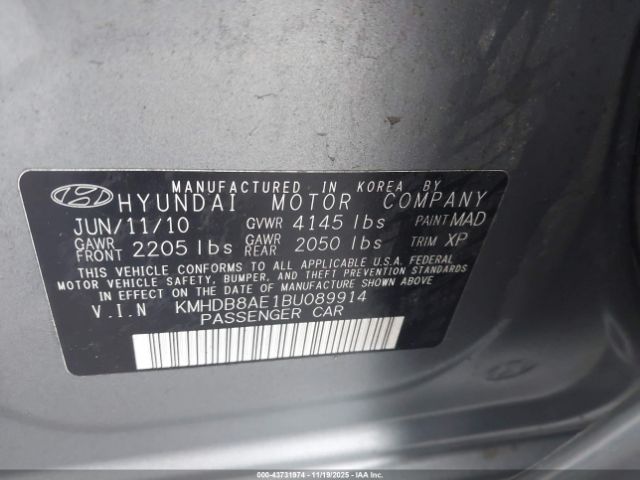 MANUFACTURED IN KOREA BY
HYUNDAI MOTOR COMPANY
JUN/11/10 GVWR 4145 lbs PAINT MAD
GAWR FRONT 2205 lbs GAWR REAR 2050 lbs TRIM XP
THIS VEHICLE CONFORMS TO ALL APPLICABLE U.S.A. FEDERAL
MOTOR VEHICLE SAFETY, BUMPER, AND THEFT PREVENTION STANDARDS
IN EFFECT ON THE DATE OF MANUFACTURE SHOWN ABOVE
V.I.N KMHDB8AE1BU089914
PASSENGER CAR
000-43731974 - 11/19/2025 - IAAI.COM